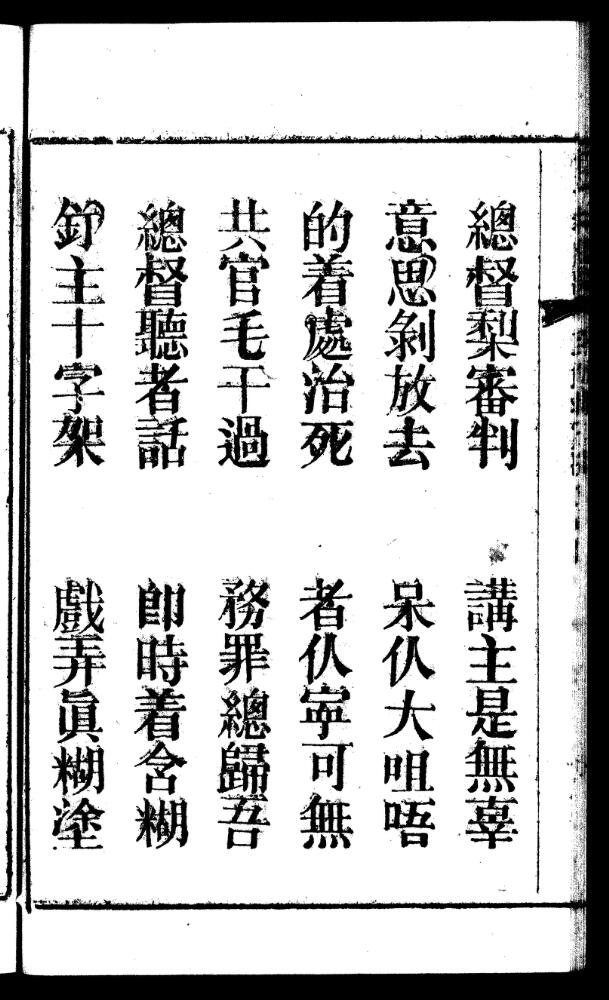 總督梨審判 講主是無辜
意思剝放去 呆仈大咀唔
的着處治死 者仈寧可無
共官毛干過 務罪總歸吾
總督聽者話 卽時着含糊
釘主十字架 戲弄眞糊塗